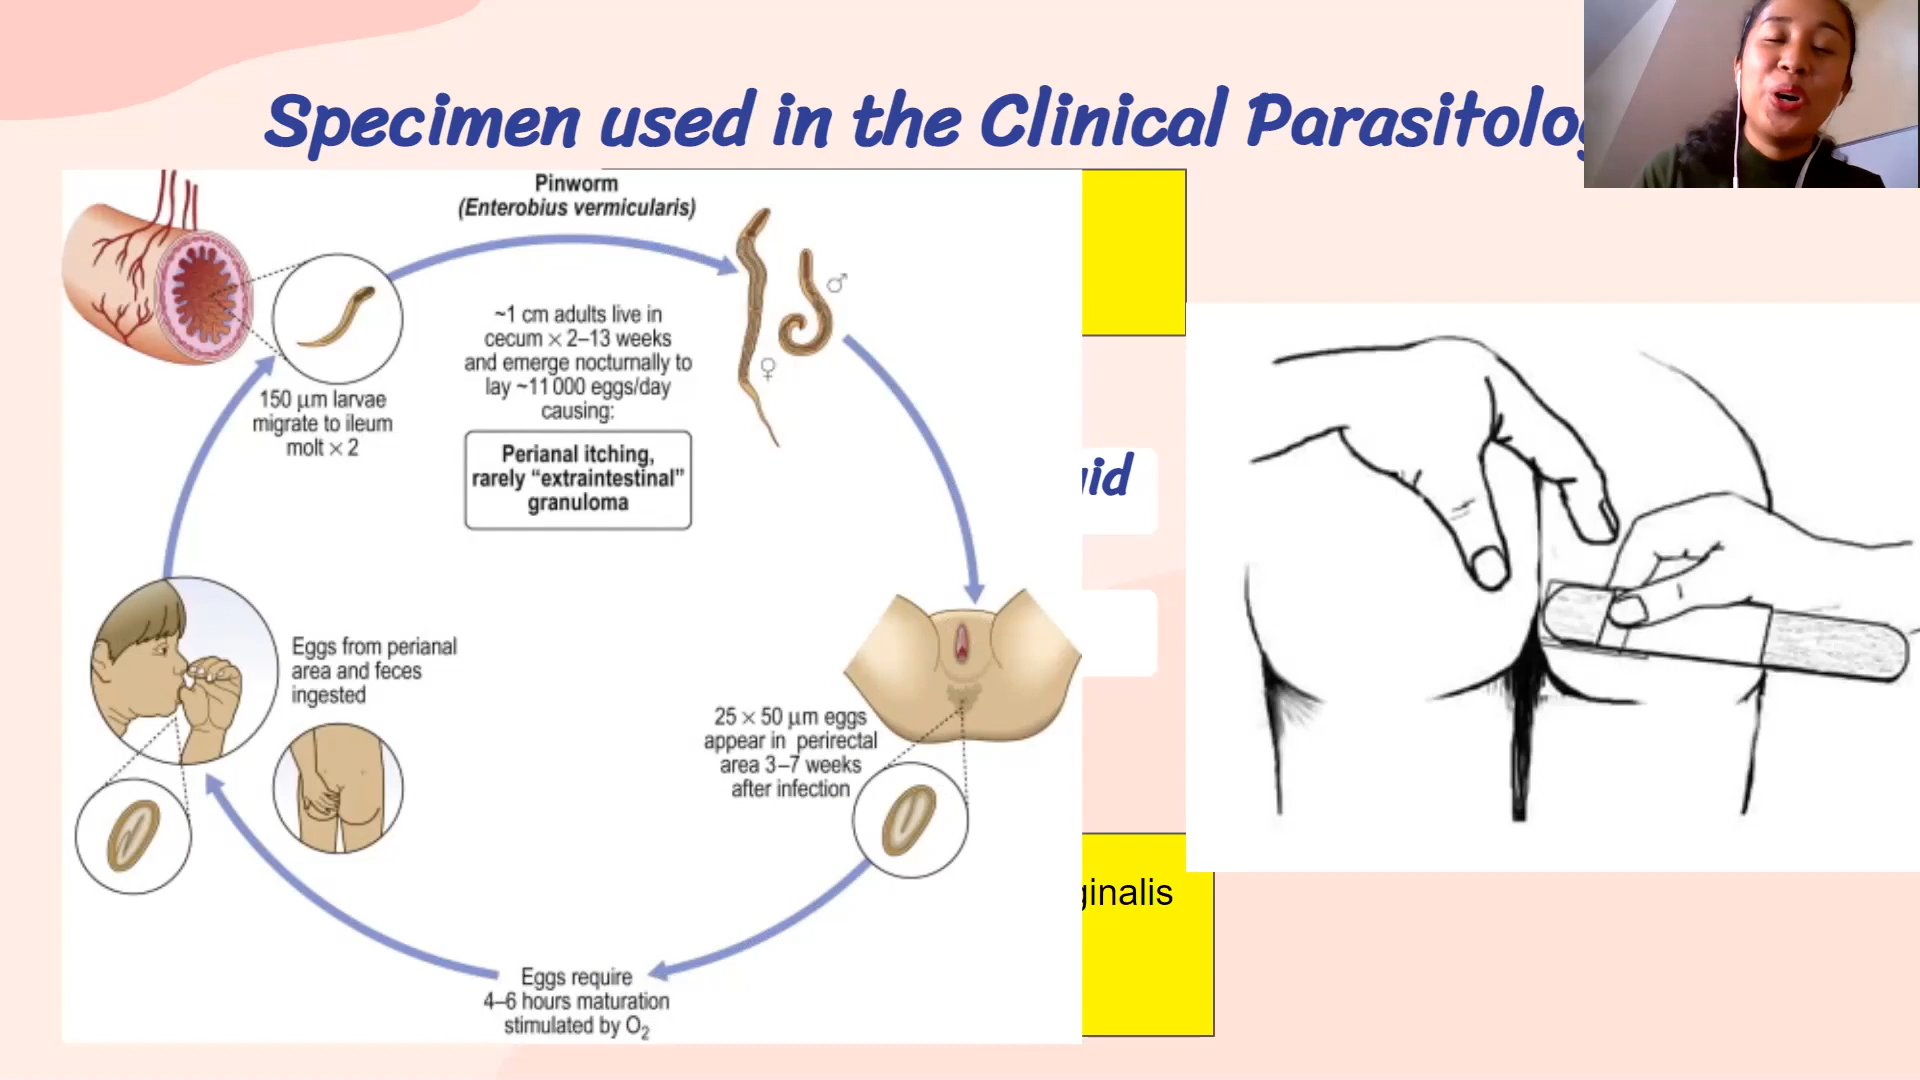 Specimen used in the Clinical
Pinworm
(Enterobius vermicularis)
♂
~1 cm adults live in
cecum × 2–13 weeks
and emerge nocturnally to
lay ~11 000 eggs/day
causing:
♀
Perianal itching,
rarely “extraintestinal”
granuloma
150 μm larvae
migrate to ileum
molt × 2
Eggs from perianal
area and feces
ingested
25 × 50 μm eggs
appear in perirectal
area 3–7 weeks
after infection
Eggs require
4–6 hours maturation
stimulated by O₂